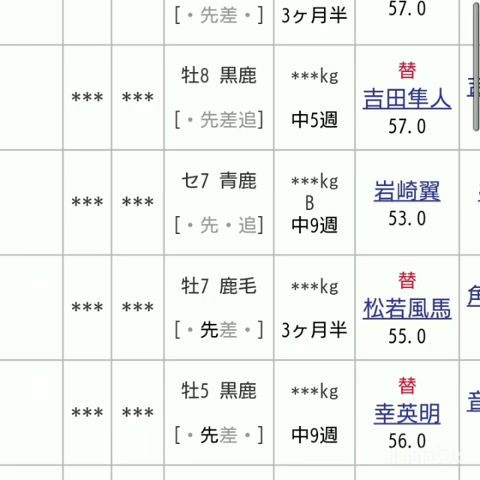 [・先差・]
3ヶ月半
57.0
***
***
牡8 黒鹿
[・先差追]
***kg
中5週
替
吉田隼人
57.0
***
***
セ7 青鹿
[・先・追]
***kg
B
中9週
岩崎翼
53.0
***
***
牡7 鹿毛
[・先差・]
***kg
3ヶ月半
替
松若風馬
55.0
***
***
牡5 黒鹿
[・先差・]
***kg
中9週
替
幸英明
56.0